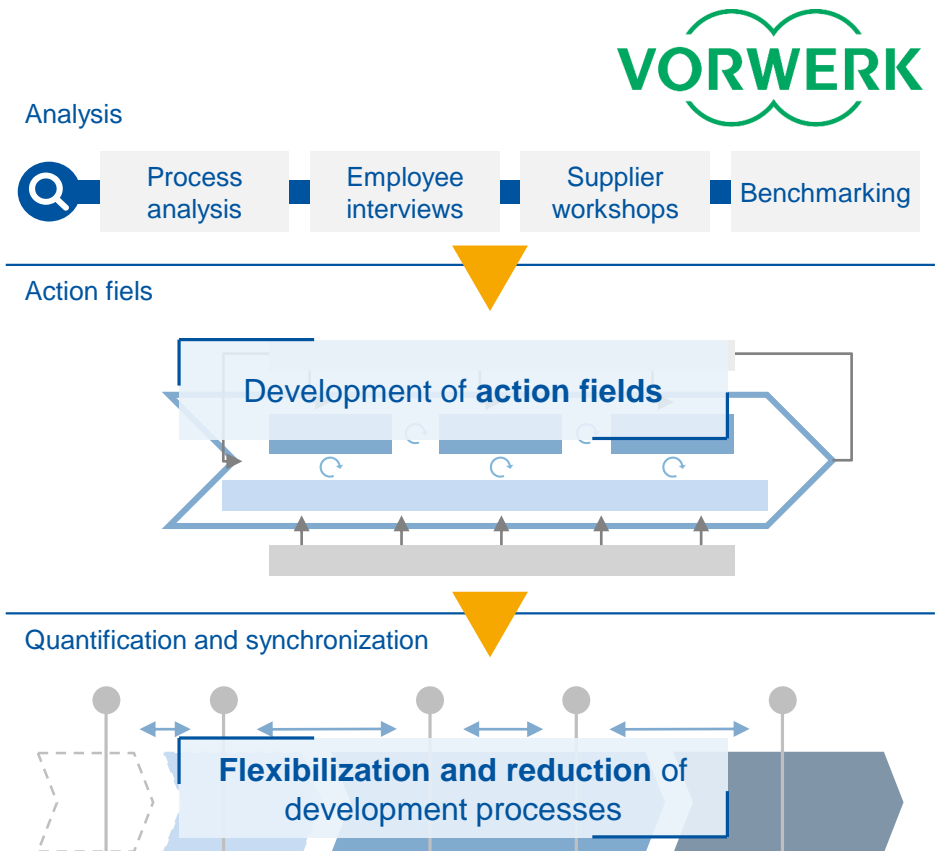 VORWERK
Analysis
Process
analysis
Employee
interviews
Supplier
workshops
Benchmarking
Action fiels
Development of action fields
Quantification and synchronization
Flexibilization and reduction of
development processes